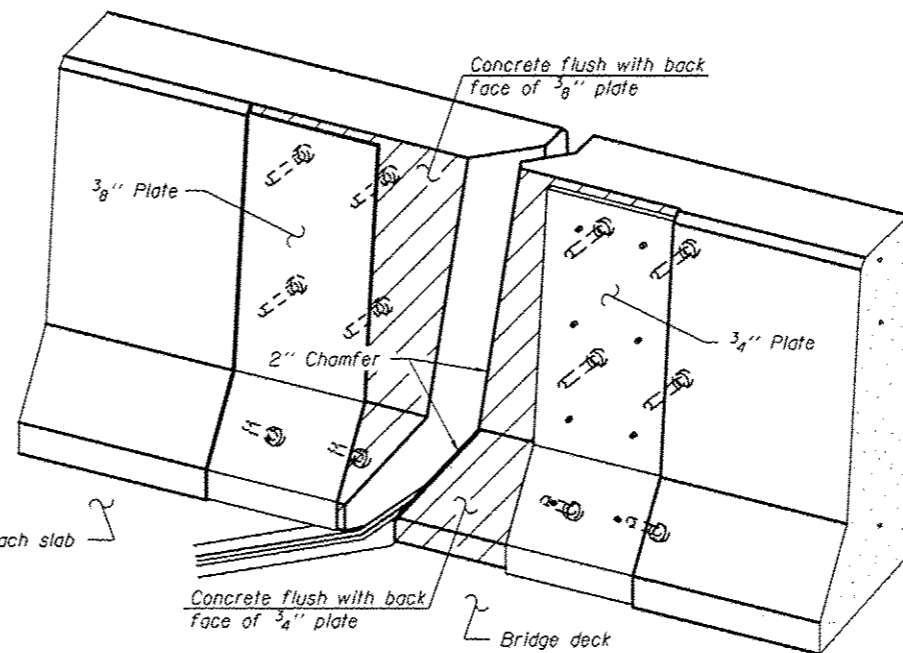 Concrete flush with back
face of 3/8" plate
3/8" Plate
3/4" Plate
2" Chamfer
ach slab
Concrete flush with back
face of 3/4" plate
Bridge deck